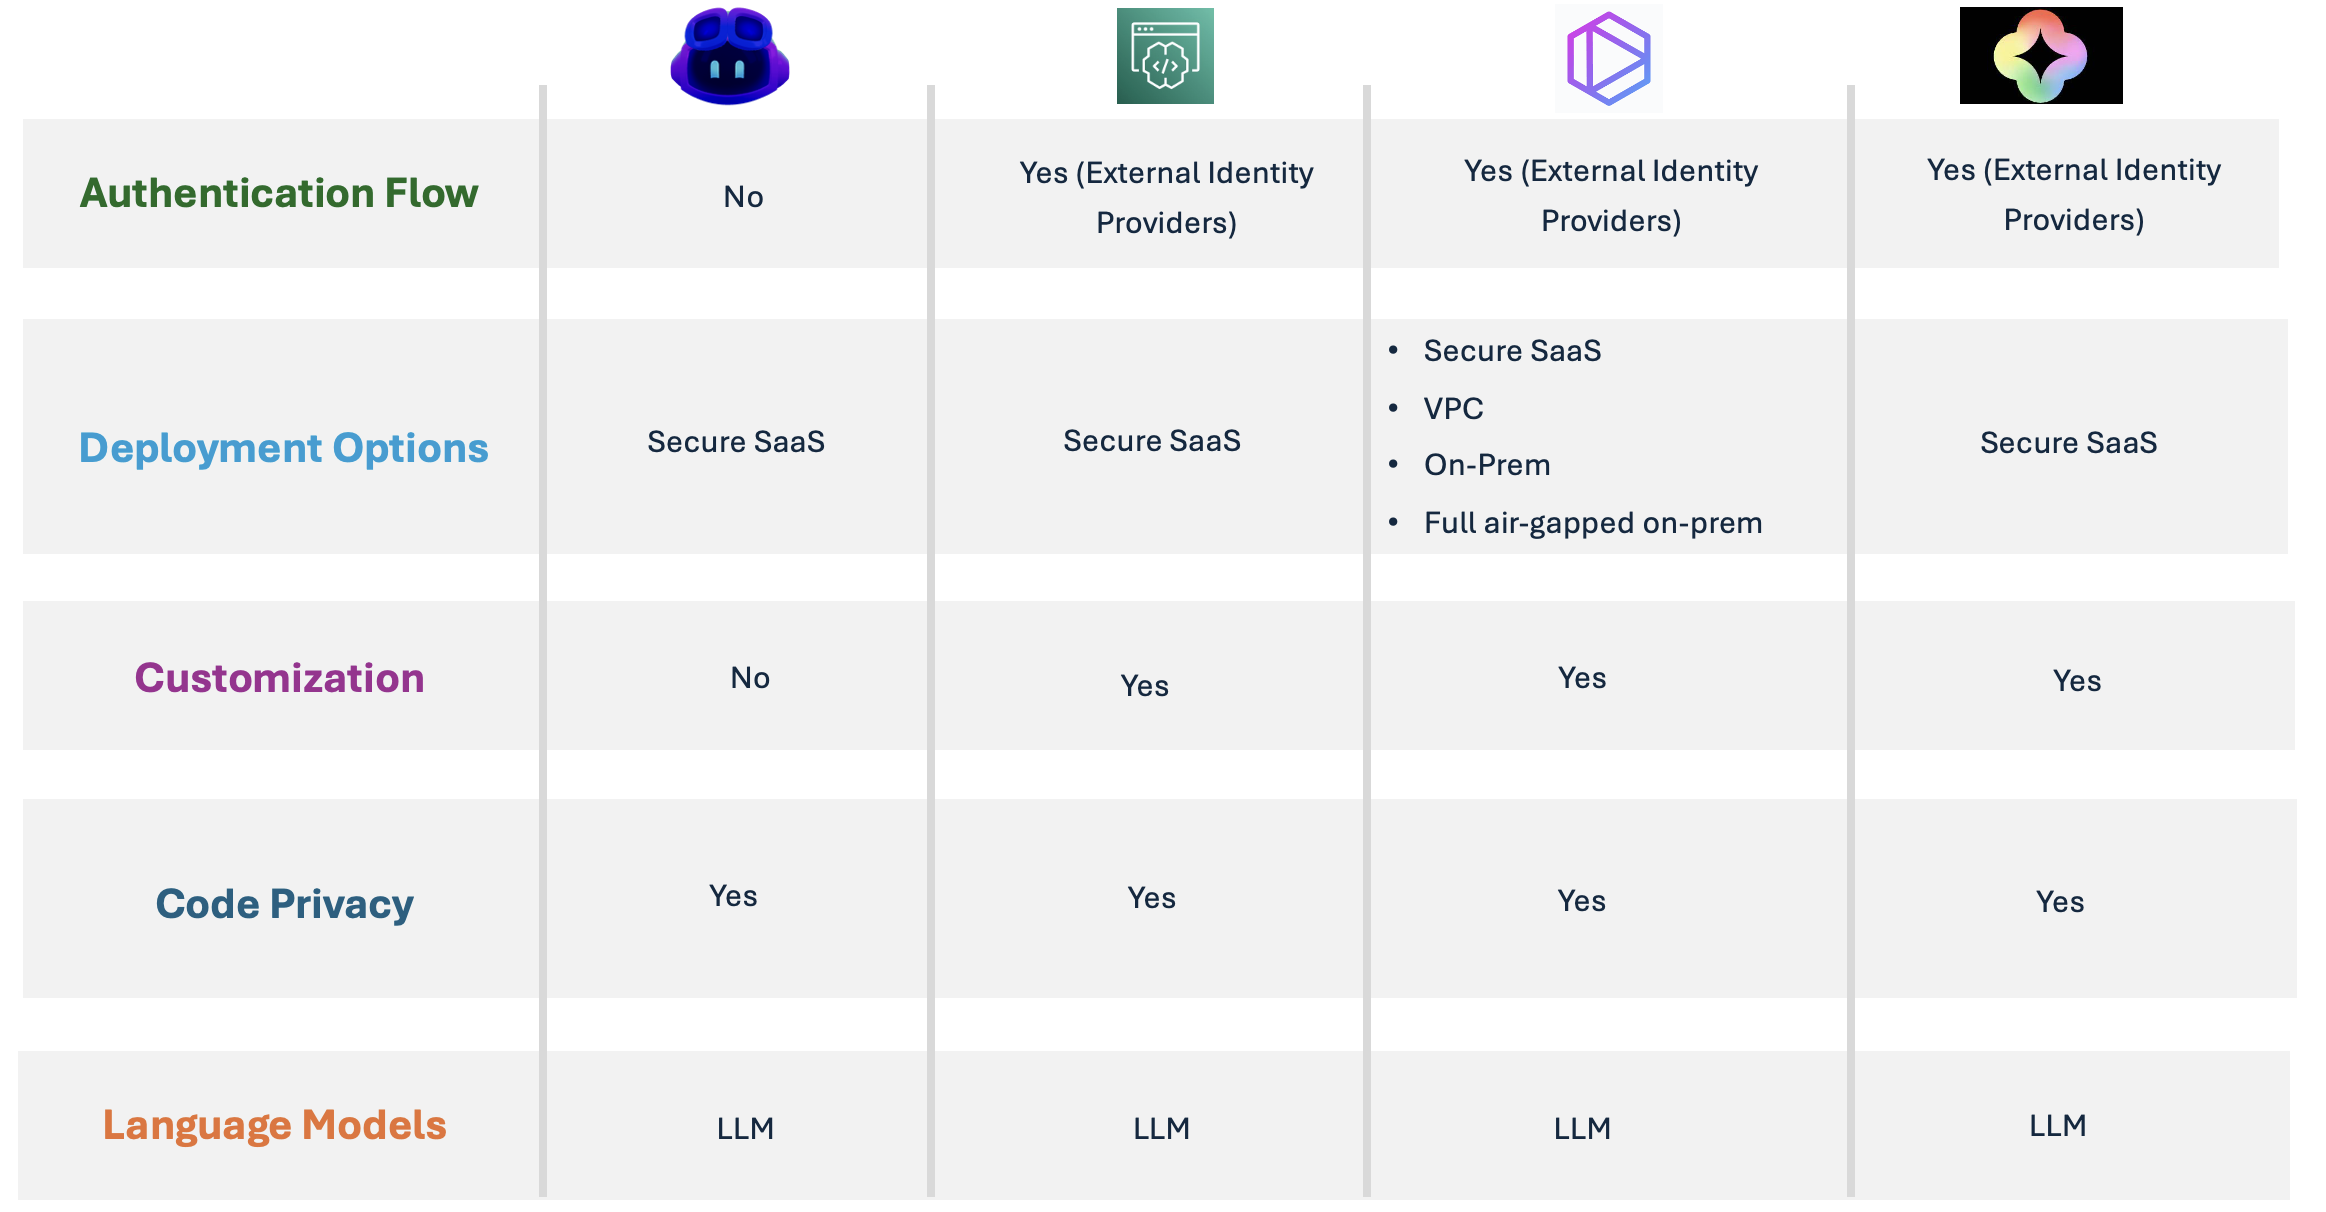 Authentication Flow
No
Yes (External Identity
Providers)
Yes (External Identity
Providers)
Yes (External Identity
Providers)
Deployment Options
Secure SaaS
Secure SaaS
• Secure SaaS
• VPC
• On-Prem
• Full air-gapped on-prem
Secure SaaS
Customization
No
Yes
Yes
Yes
Code Privacy
Yes
Yes
Yes
Yes
Language Models
LLM
LLM
LLM
LLM